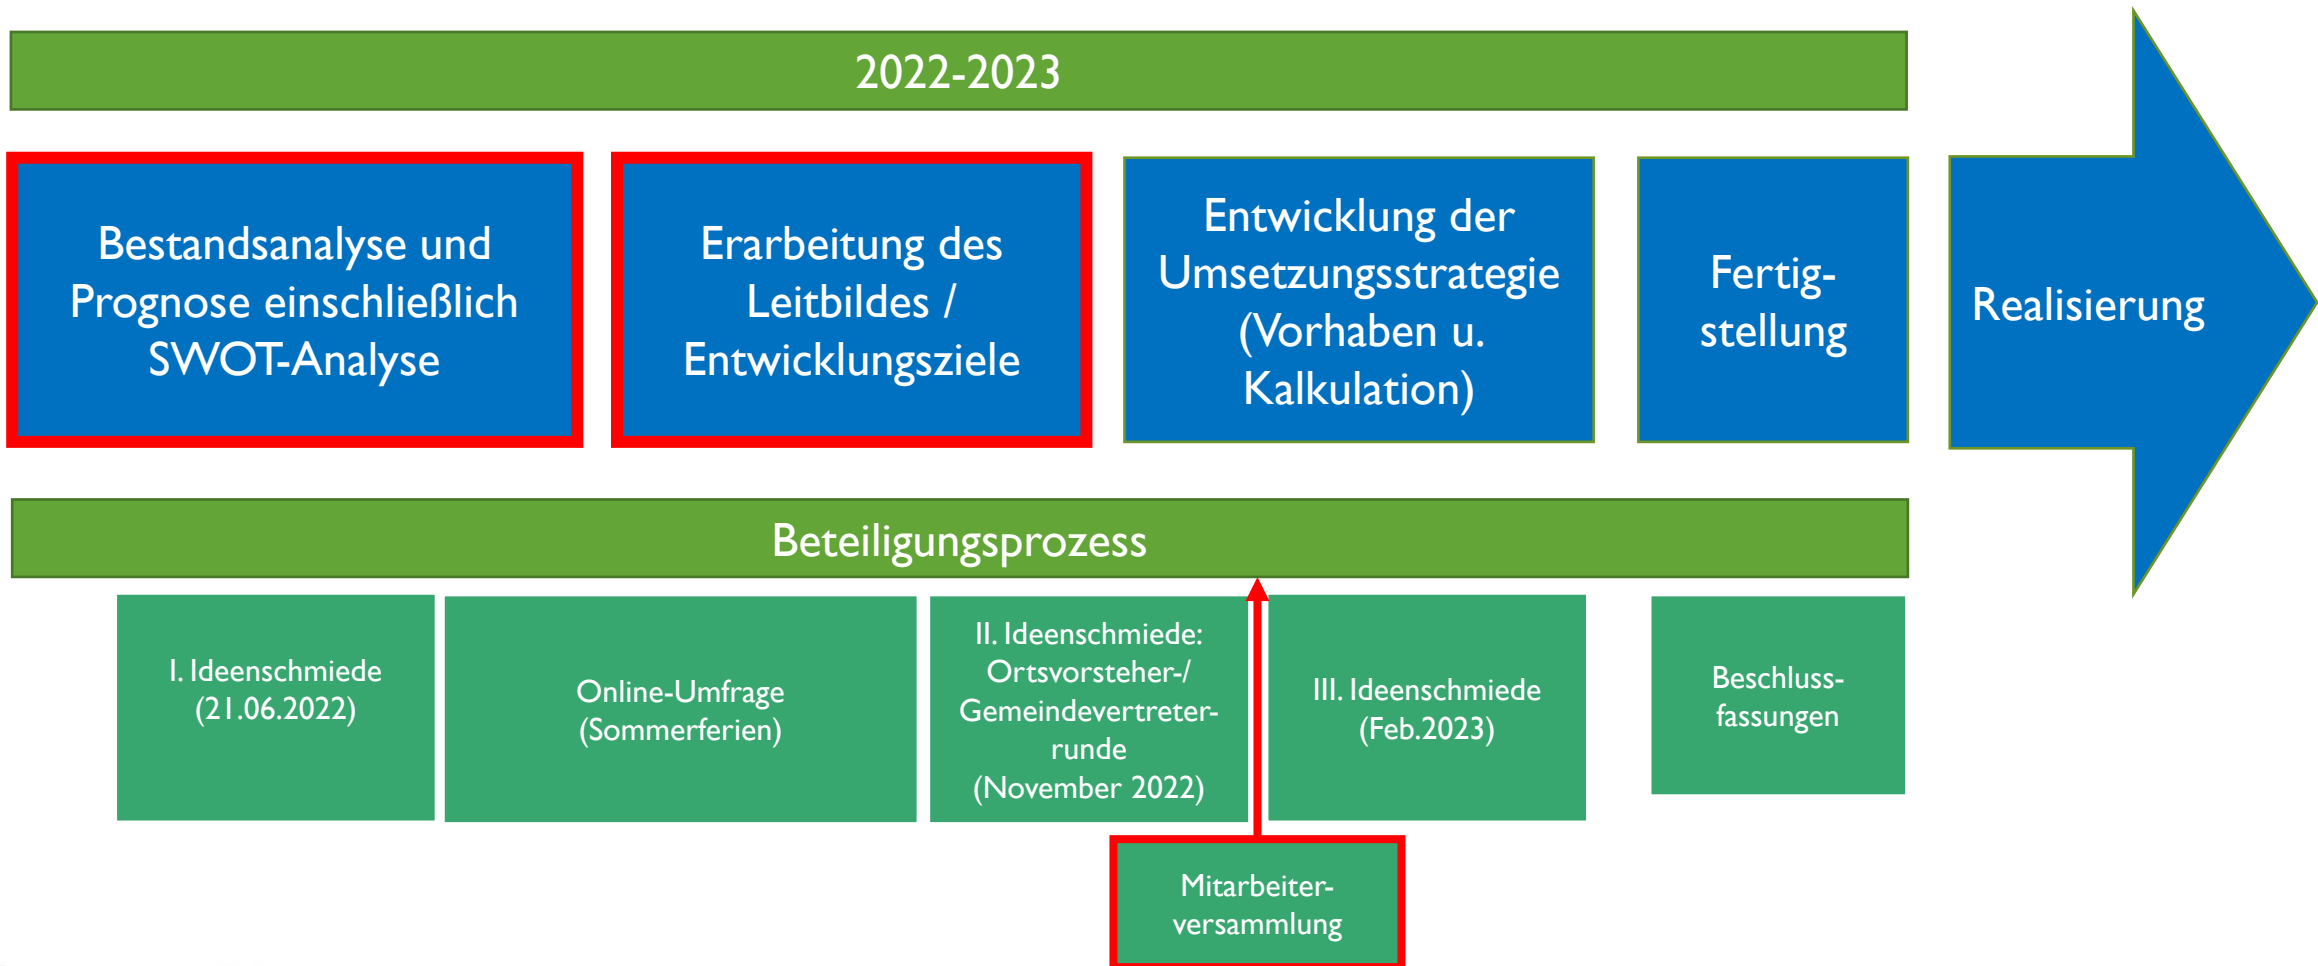 2022-2023
Bestandsanalyse und
Prognose einschließlich
SWOT-Analyse
Erarbeitung des
Leitbildes /
Entwicklungsziele
Entwicklung der
Umsetzungsstrategie
(Vorhaben u.
Kalkulation)
Fertig-
stellung
Realisierung
Beteiligungsprozess
I. Ideenschmiede
(21.06.2022)
Online-Umfrage
(Sommerferien)
II. Ideenschmiede:
Ortsvorsteher-/
Gemeindevertreter-
runde
(November 2022)
III. Ideenschmiede
(Feb.2023)
Beschluss-
fassungen
Mitarbeiter-
versammlung